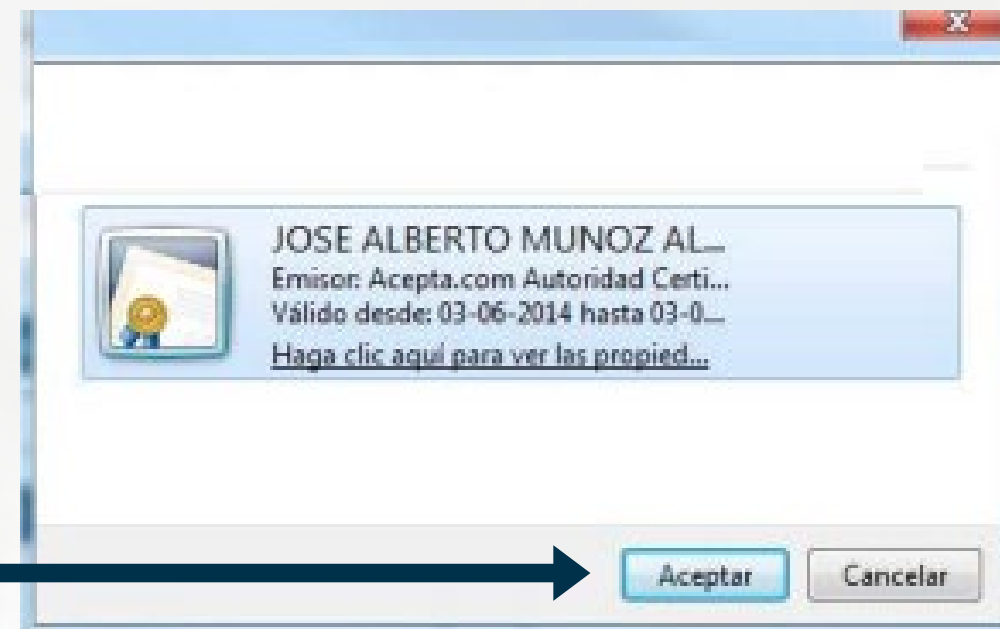 JOSE ALBERTO MUNOZ AL...
Emisor: Acepta.com Autoridad Certi...
Válido desde: 03-06-2014 hasta 03-0...
Haga clic aquí para ver las propied...
Aceptar
Cancelar